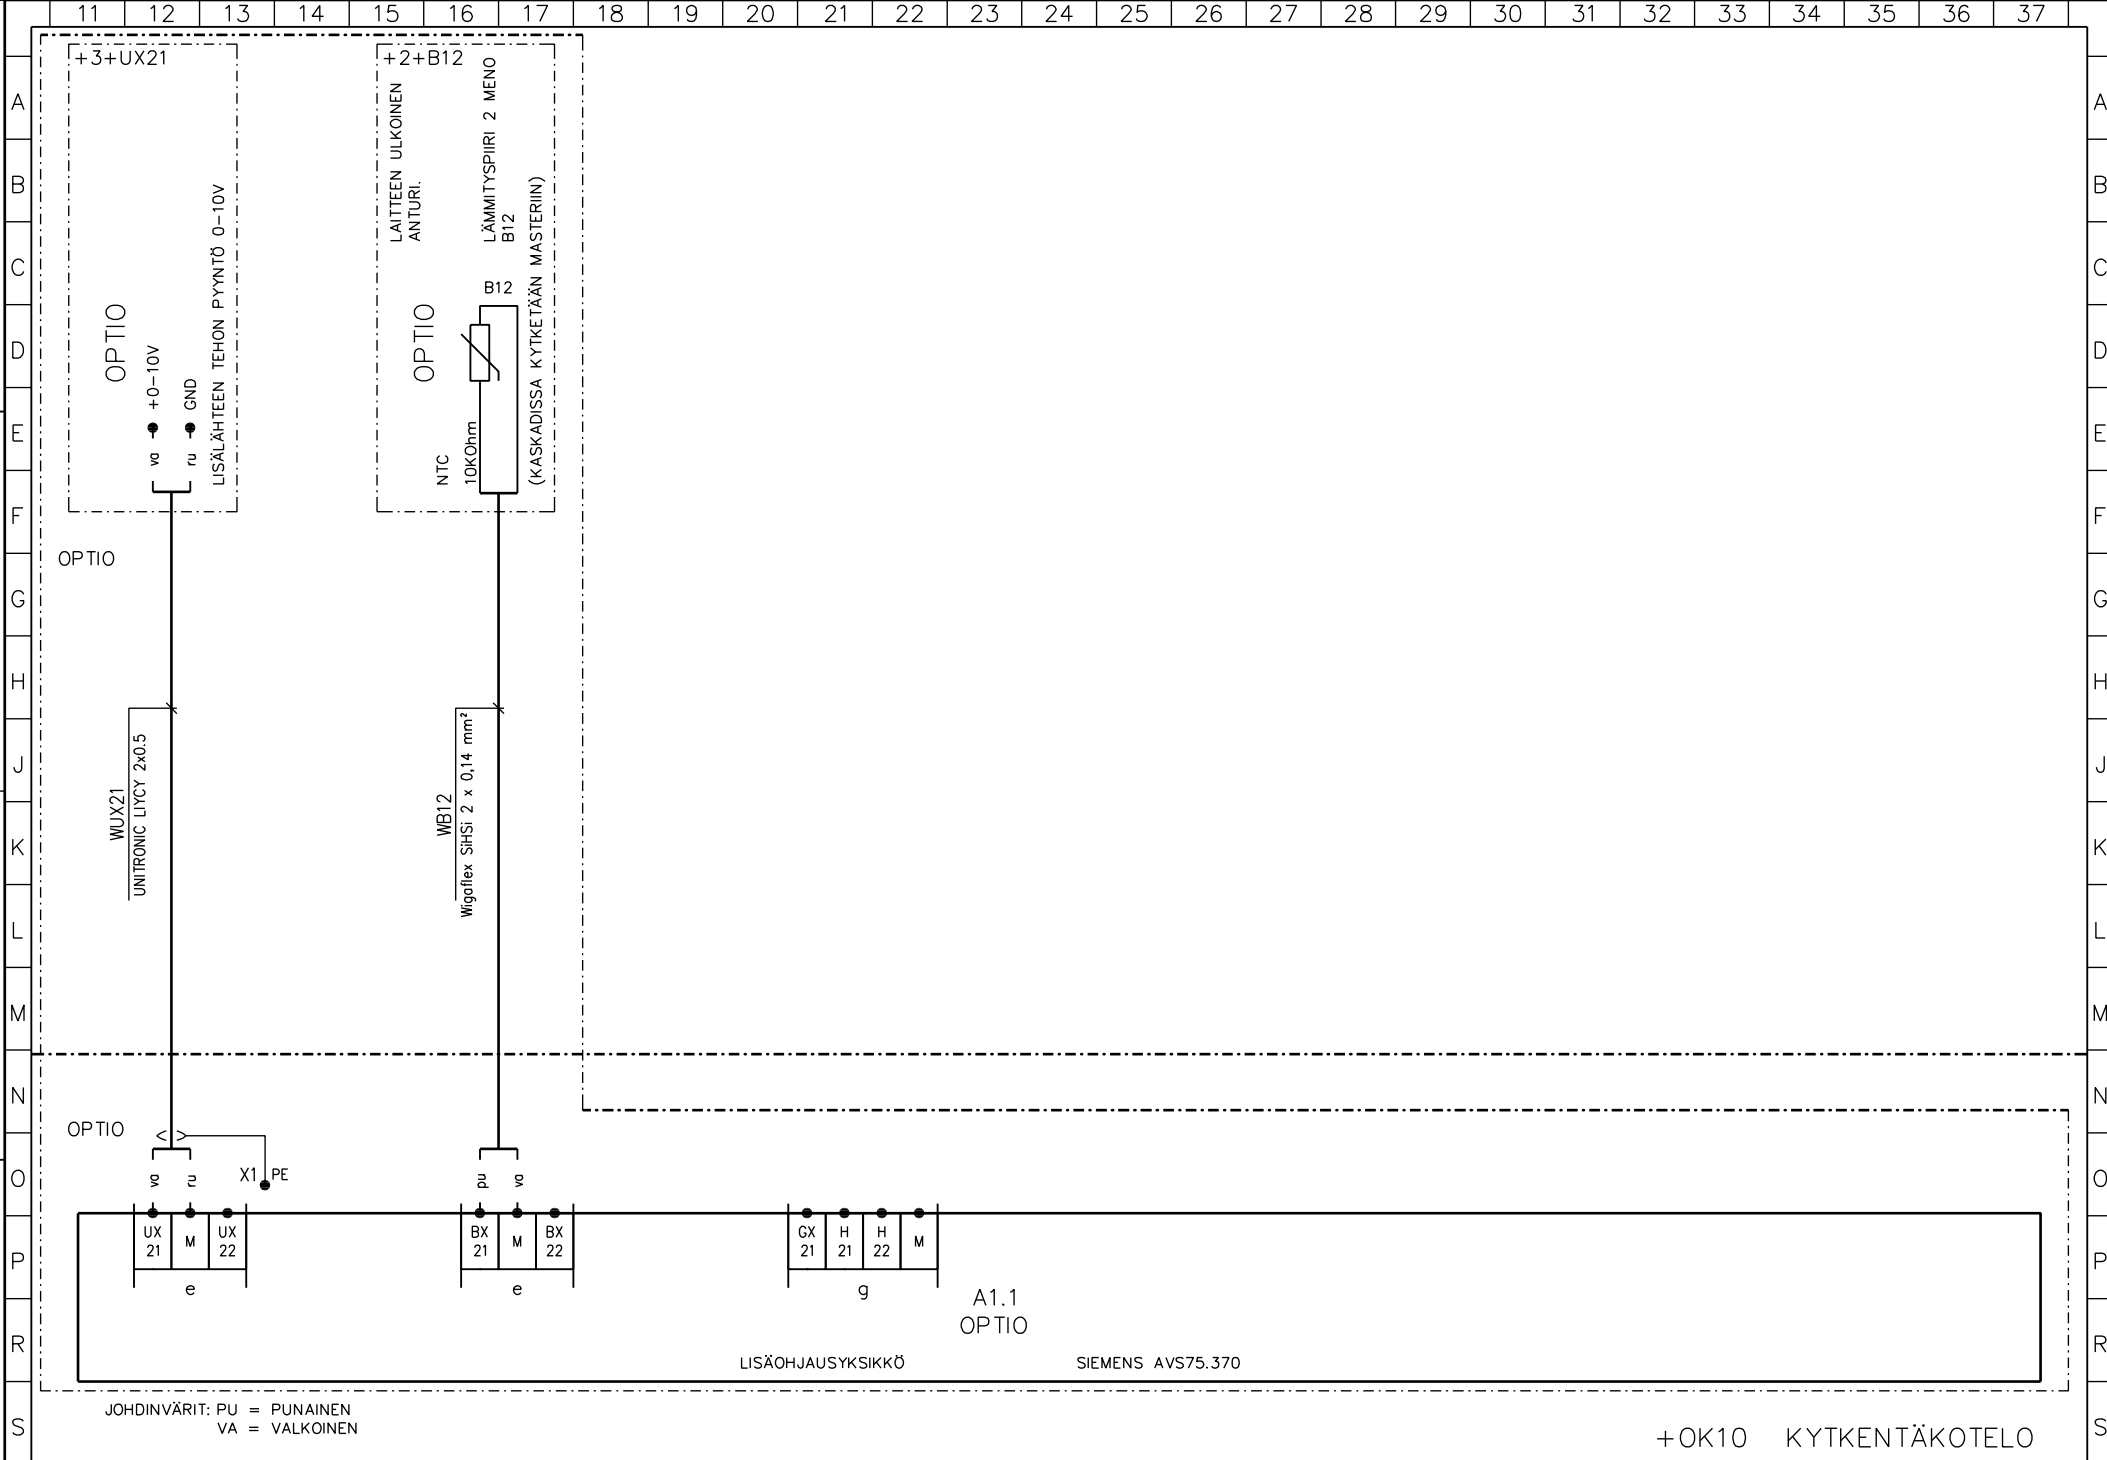 11 12 13 14 15 16 17 18 19 20 21 22 23 24 25 26 27 28 29 30 31 32 33 34 35 36 37
A A
B B
C C
D D
E E
F F
G G
H H
J J
K K
L L
M M
N N
O O
P P
R R
S S
+3+UX21
OPTIO
+0-10V
GND
va
ru
LISÄLÄHTEEN TEHON PYYNTÖ 0-10V
+2+B12
LAITTEEN ULKOINEN
ANTURI.
LÄMMITYSPIIRI 2 MENO
B12
(KASKADISSA KYTKETÄÄN MASTERIIN)
OPTIO
B12
NTC
10KOhm
OPTIO
WUX21
UNITRONIC LIYCY 2x0.5
WB12
Wigaflex SiHSi 2 x 0,14 mm²
OPTIO
va
ru
X1
PE
pu
va
UX
21
M
UX
22
e
BX
21
M
BX
22
e
GX
21
H
21
H
22
M
g
A1.1
OPTIO
LISÄOHJAUSYKSIKKÖ
SIEMENS AVS75.370
JOHDINVÄRIT: PU = PUNAINEN
VA = VALKOINEN
+OK10 KYTKENTÄKOTELO